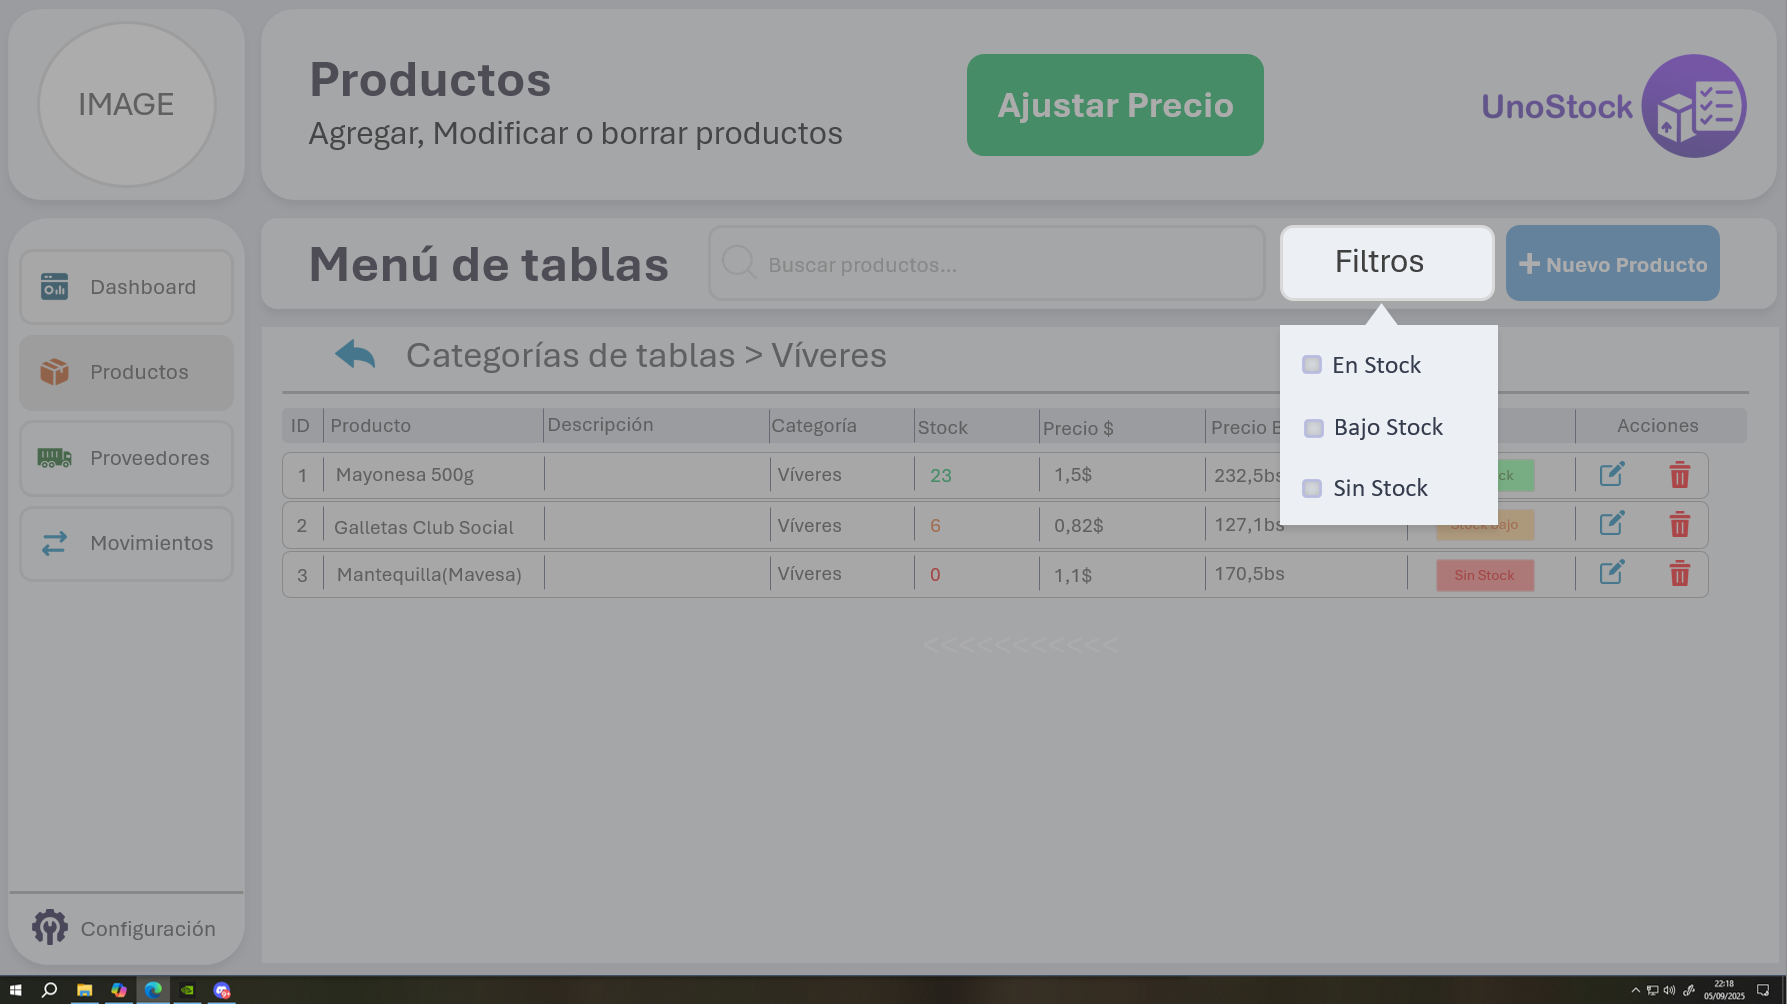 IMAGE
Productos
Agregar, Modificar o borrar productos
Ajustar Precio
UnoStock
Menú de tablas
Buscar productos...
Filtros
Nuevo Producto
Dashboard
Productos
Proveedores
Movimientos
Configuración
Categorías de tablas > Víveres
En Stock
Bajo Stock
Sin Stock
ID Producto Descripción Categoría Stock Precio $ Precio Acciones
1 Mayonesa 500g Víveres 23 1,5$ 232,5bs
2 Galletas Club Social Víveres 6 0,82$ 127,1bs Stock bajo
3 Mantequilla(Mavesa) Víveres 0 1,1$ 170,5bs Sin Stock
<<<<<<<<<<<
22:18
05/09/2025